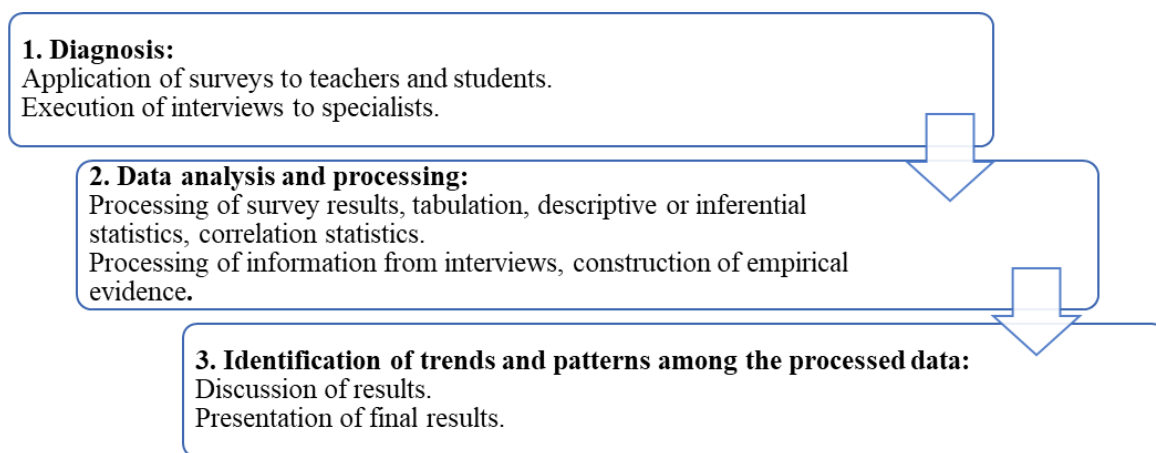 1. Diagnosis:
Application of surveys to teachers and students.
Execution of interviews to specialists.
2. Data analysis and processing:
Processing of survey results, tabulation, descriptive or inferential
statistics, correlation statistics.
Processing of information from interviews, construction of empirical
evidence.
3. Identification of trends and patterns among the processed data:
Discussion of results.
Presentation of final results.